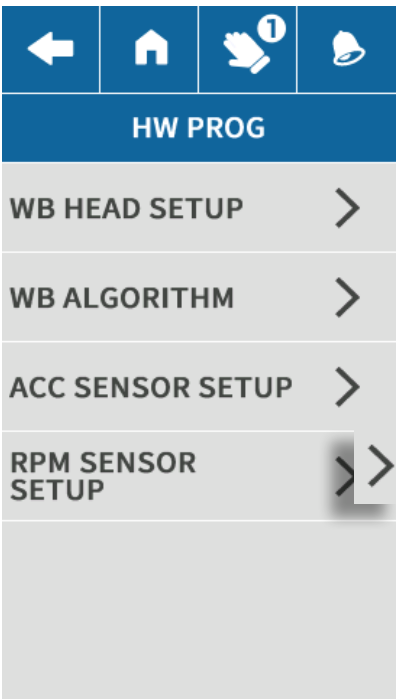 1
HW PROG
WB HEAD SETUP
WB ALGORITHM
ACC SENSOR SETUP
RPM SENSOR
SETUP